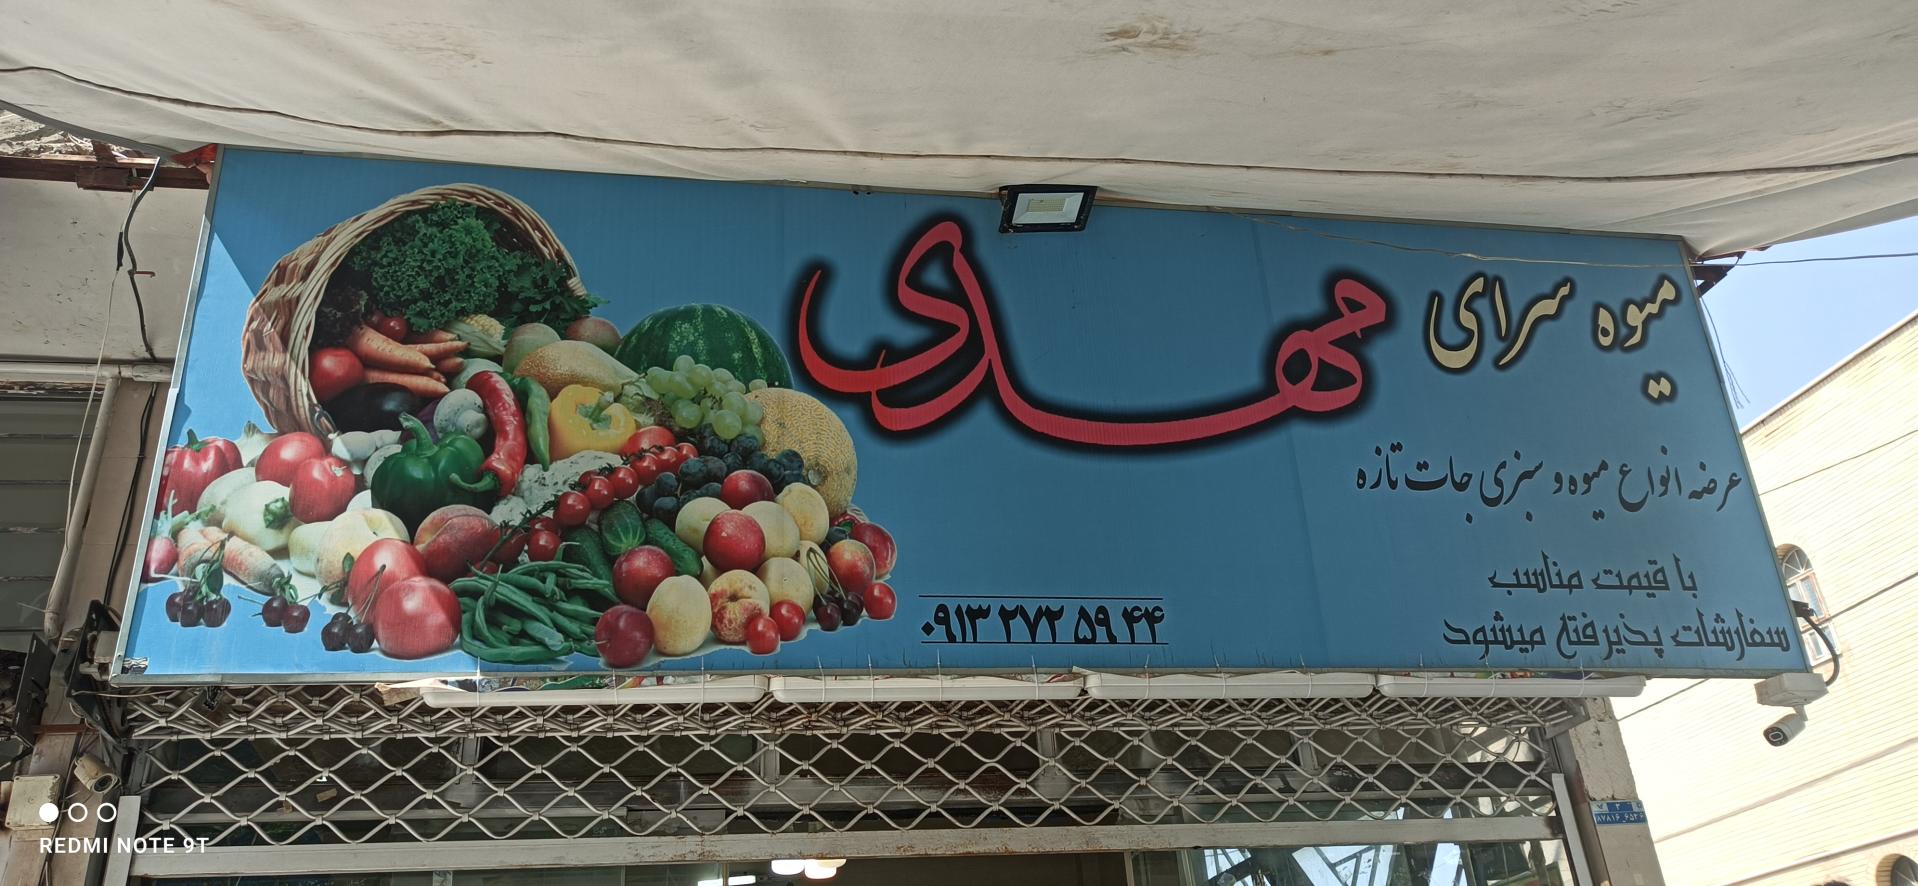 میوه سرای
مهدی
عرضه انواع میوه و سبزی جات تازه
با قیمت مناسب
سفارشات پذیرفته میشود
۰۹۱۳ ۲۷۲ ۵۹ ۴۴
REDMI NOTE 9T